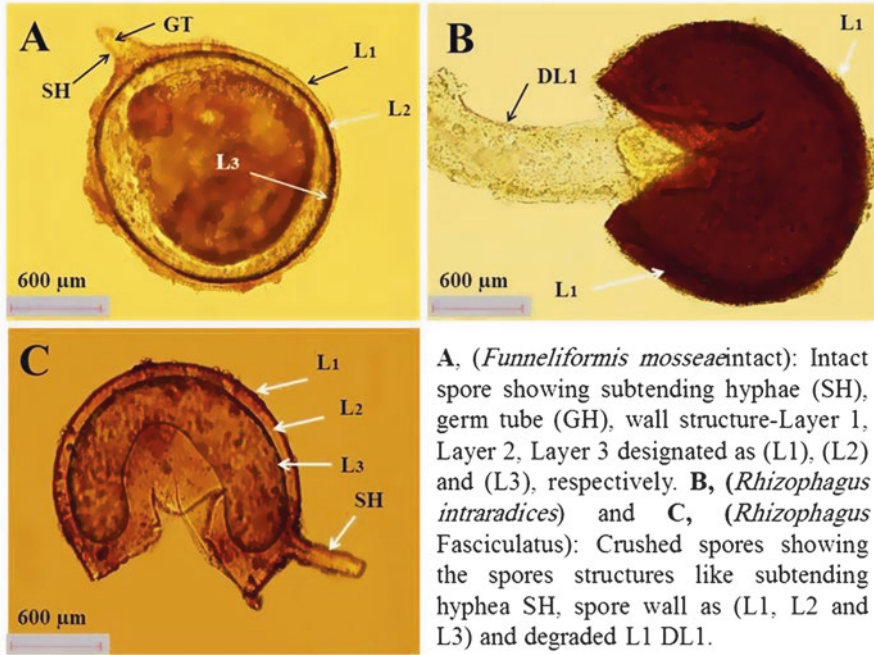 A
GT
SH
L1
L2
L3
600 µm
B
DL1
L1
L1
600 µm
C
L1
L2
L3
SH
600 µm
A, (Funneliformis mosseaeintact): Intact
spore showing subtending hyphae (SH),
germ tube (GH), wall structure-Layer 1,
Layer 2, Layer 3 designated as (L1), (L2)
and (L3), respectively. B, (Rhizophagus
intraradices) and C, (Rhizophagus
Fasciculatus): Crushed spores showing
the spores structures like subtending
hyphea SH, spore wall as (L1, L2 and
L3) and degraded L1 DL1.